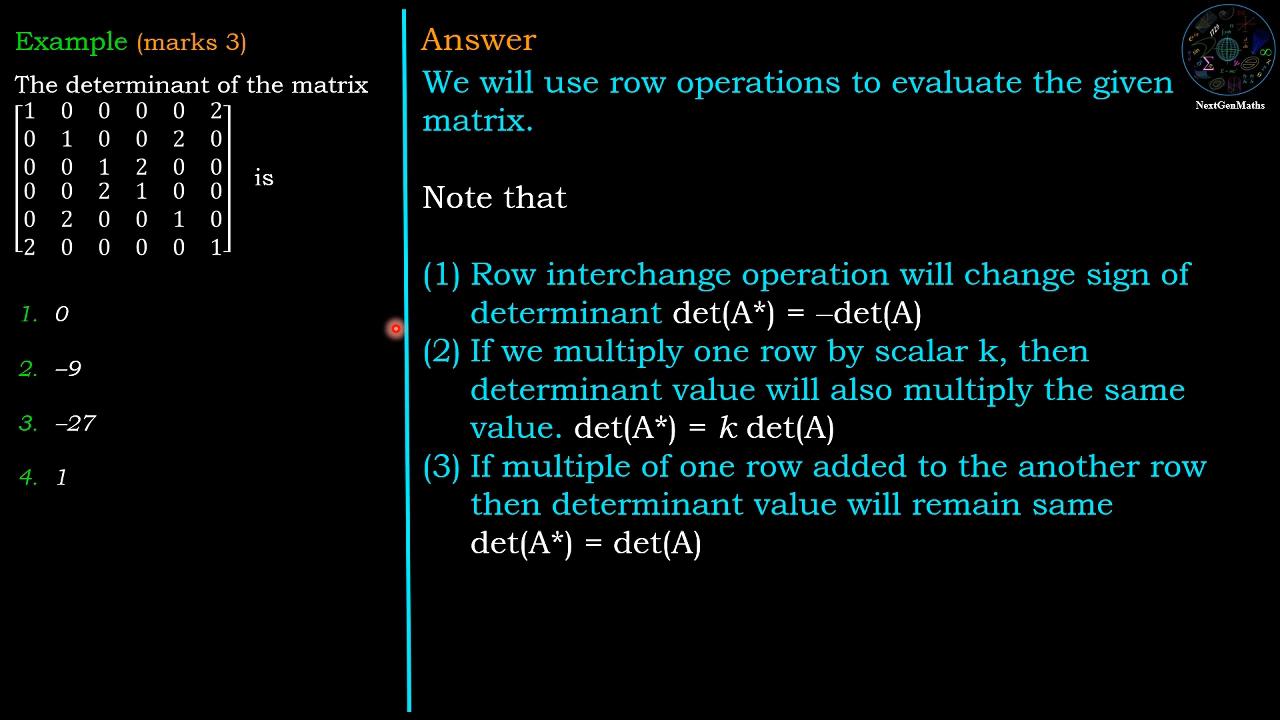 Example (marks 3)
The determinant of the matrix
1 0 0 0 0 2
0 1 0 0 2 0
0 0 1 2 0 0
0 0 2 1 0 0
0 2 0 0 1 0
2 0 0 0 0 1
is
1. 0
2. –9
3. –27
4. 1
Answer
We will use row operations to evaluate the given
matrix.
Note that
(1) Row interchange operation will change sign of
determinant det(A*) = –det(A)
(2) If we multiply one row by scalar k, then
determinant value will also multiply the same
value. det(A*) = k det(A)
(3) If multiple of one row added to the another row
then determinant value will remain same
det(A*) = det(A)
NextGenMaths